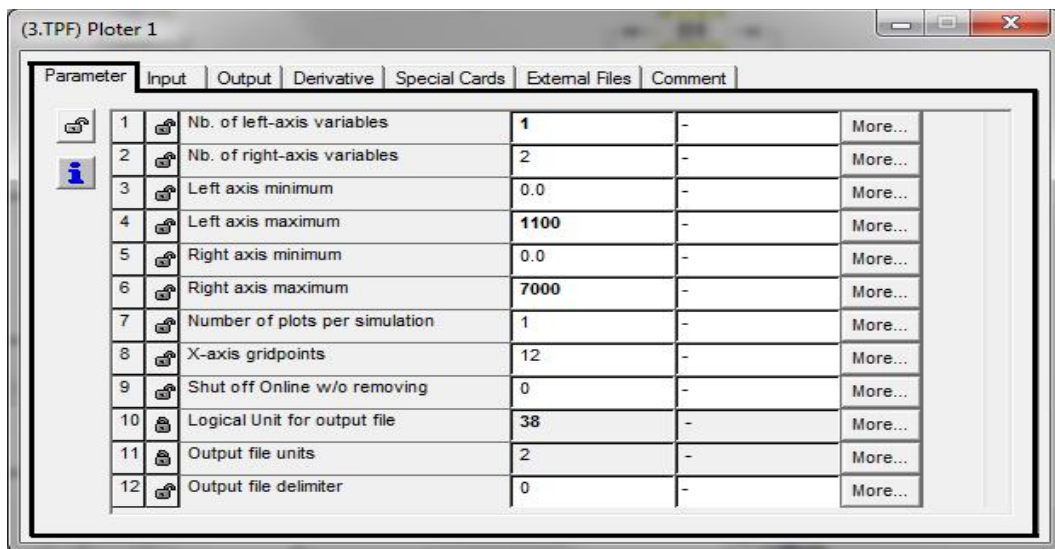 (3.TPF) Ploter 1
Parameter Input Output Derivative Special Cards External Files Comment
1 Nb. of left-axis variables 1 - More...
2 Nb. of right-axis variables 2 - More...
3 Left axis minimum 0.0 - More...
4 Left axis maximum 1100 - More...
5 Right axis minimum 0.0 - More...
6 Right axis maximum 7000 - More...
7 Number of plots per simulation 1 - More...
8 X-axis gridpoints 12 - More...
9 Shut off Online w/o removing 0 - More...
10 Logical Unit for output file 38 - More...
11 Output file units 2 - More...
12 Output file delimiter 0 - More...